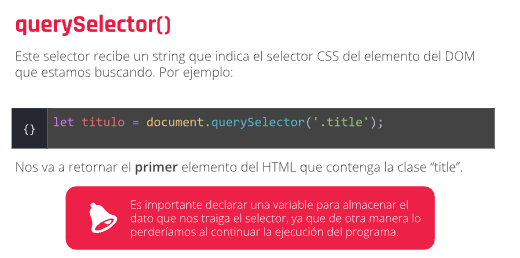 querySelector()
Este selector recibe un string que indica el selector CSS del elemento del DOM
que estamos buscando. Por ejemplo:
{} let titulo = document.querySelector('.title');
Nos va a retornar el primer elemento del HTML que contenga la clase “title”.
Es importante declarar una variable para almacenar el
dato que nos traiga el selector, ya que de otra manera lo
perderíamos al continuar la ejecución del programa.